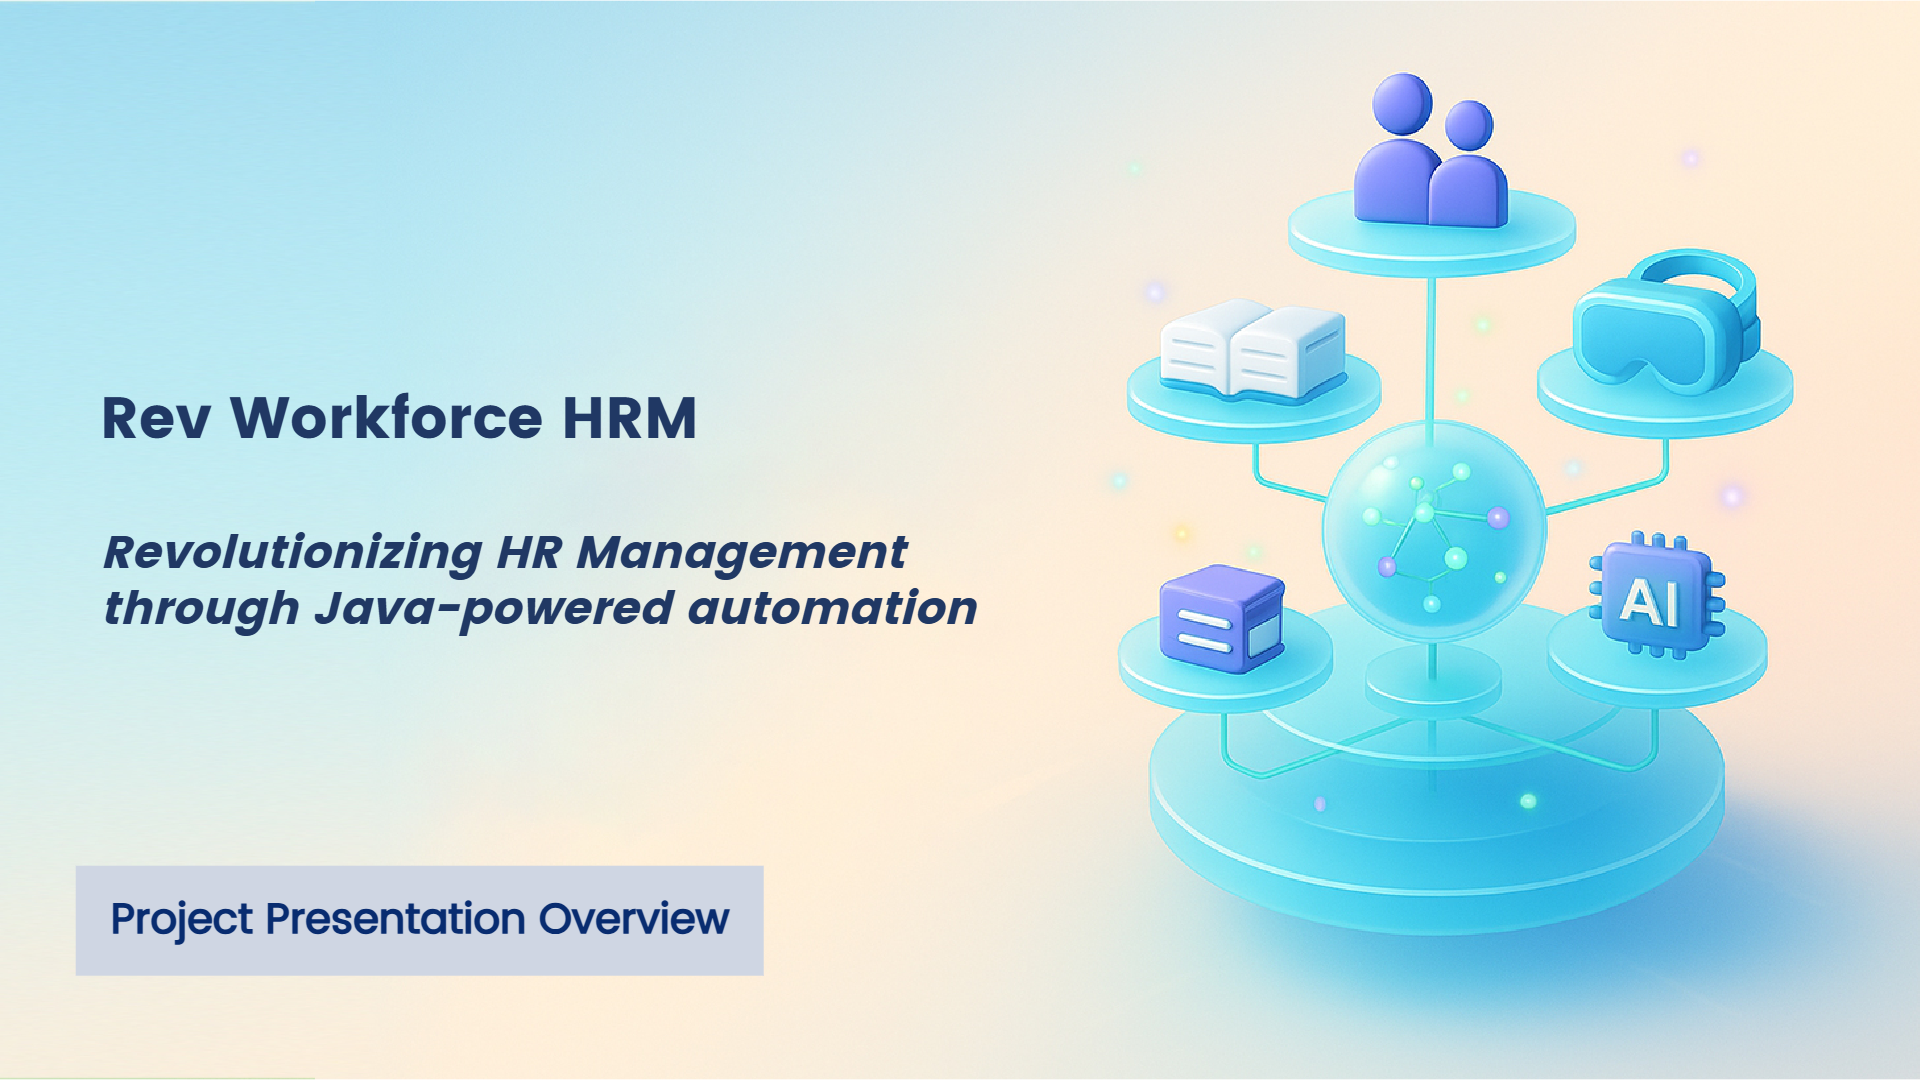 Rev Workforce HRM
Revolutionizing HR Management
through Java-powered automation
Project Presentation Overview
AI